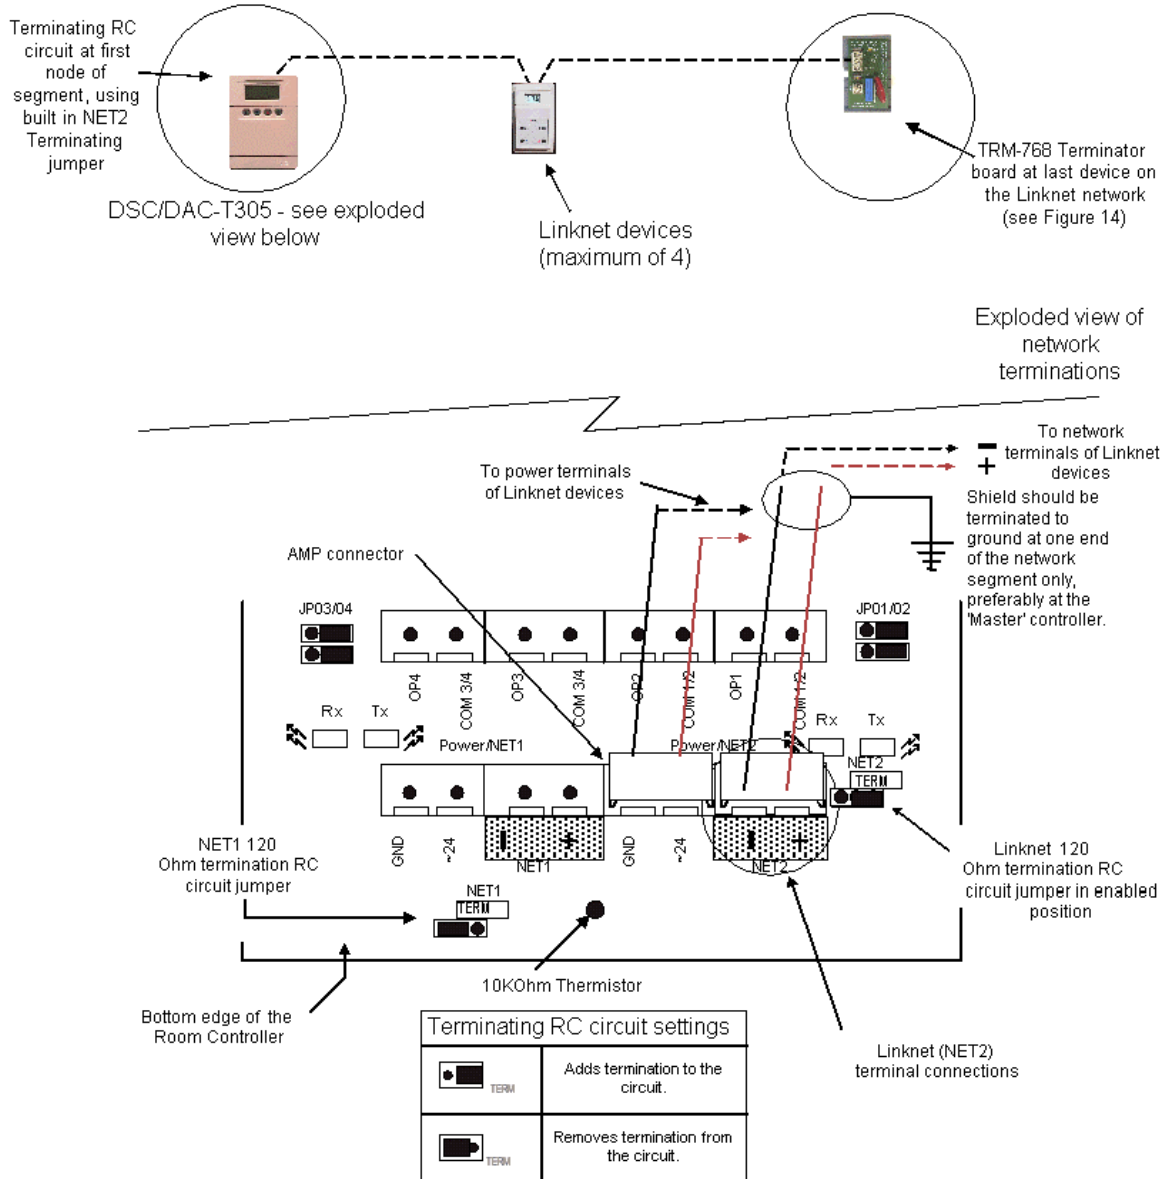 Terminating RC
circuit at first
node of
segment, using
built in NET2
Terminating
jumper
DSC/DAC-T305 - see exploded
view below
Linknet devices
(maximum of 4)
TRM-768 Terminator
board at last device on
the Linknet network
(see Figure 14)
Exploded view of
network
terminations
To network
terminals of Linknet
devices
To power terminals
of Linknet devices
Shield should be
terminated to
ground at one end
of the network
segment only,
preferably at the
'Master' controller.
AMP connector
JP03/04
JP01/02
OP4
COM 3/4
OP3
COM 3/4
OP2
COM 1/2
OP1
COM 1/2
Rx
Tx
Rx
Tx
Power/NET1
Power/NET2
NET2
TERM
GND
~24
- +
NET1
GND
~24
- +
NET2
NET1 120
Ohm termination RC
circuit jumper
NET1
TERM
Linknet 120
Ohm termination RC
circuit jumper in enabled
position
10KOhm Thermistor
Bottom edge of the
Room Controller
Linknet (NET2)
terminal connections
Terminating RC circuit settings
TERM
Adds termination to the
circuit.
TERM
Removes termination from
the circuit.